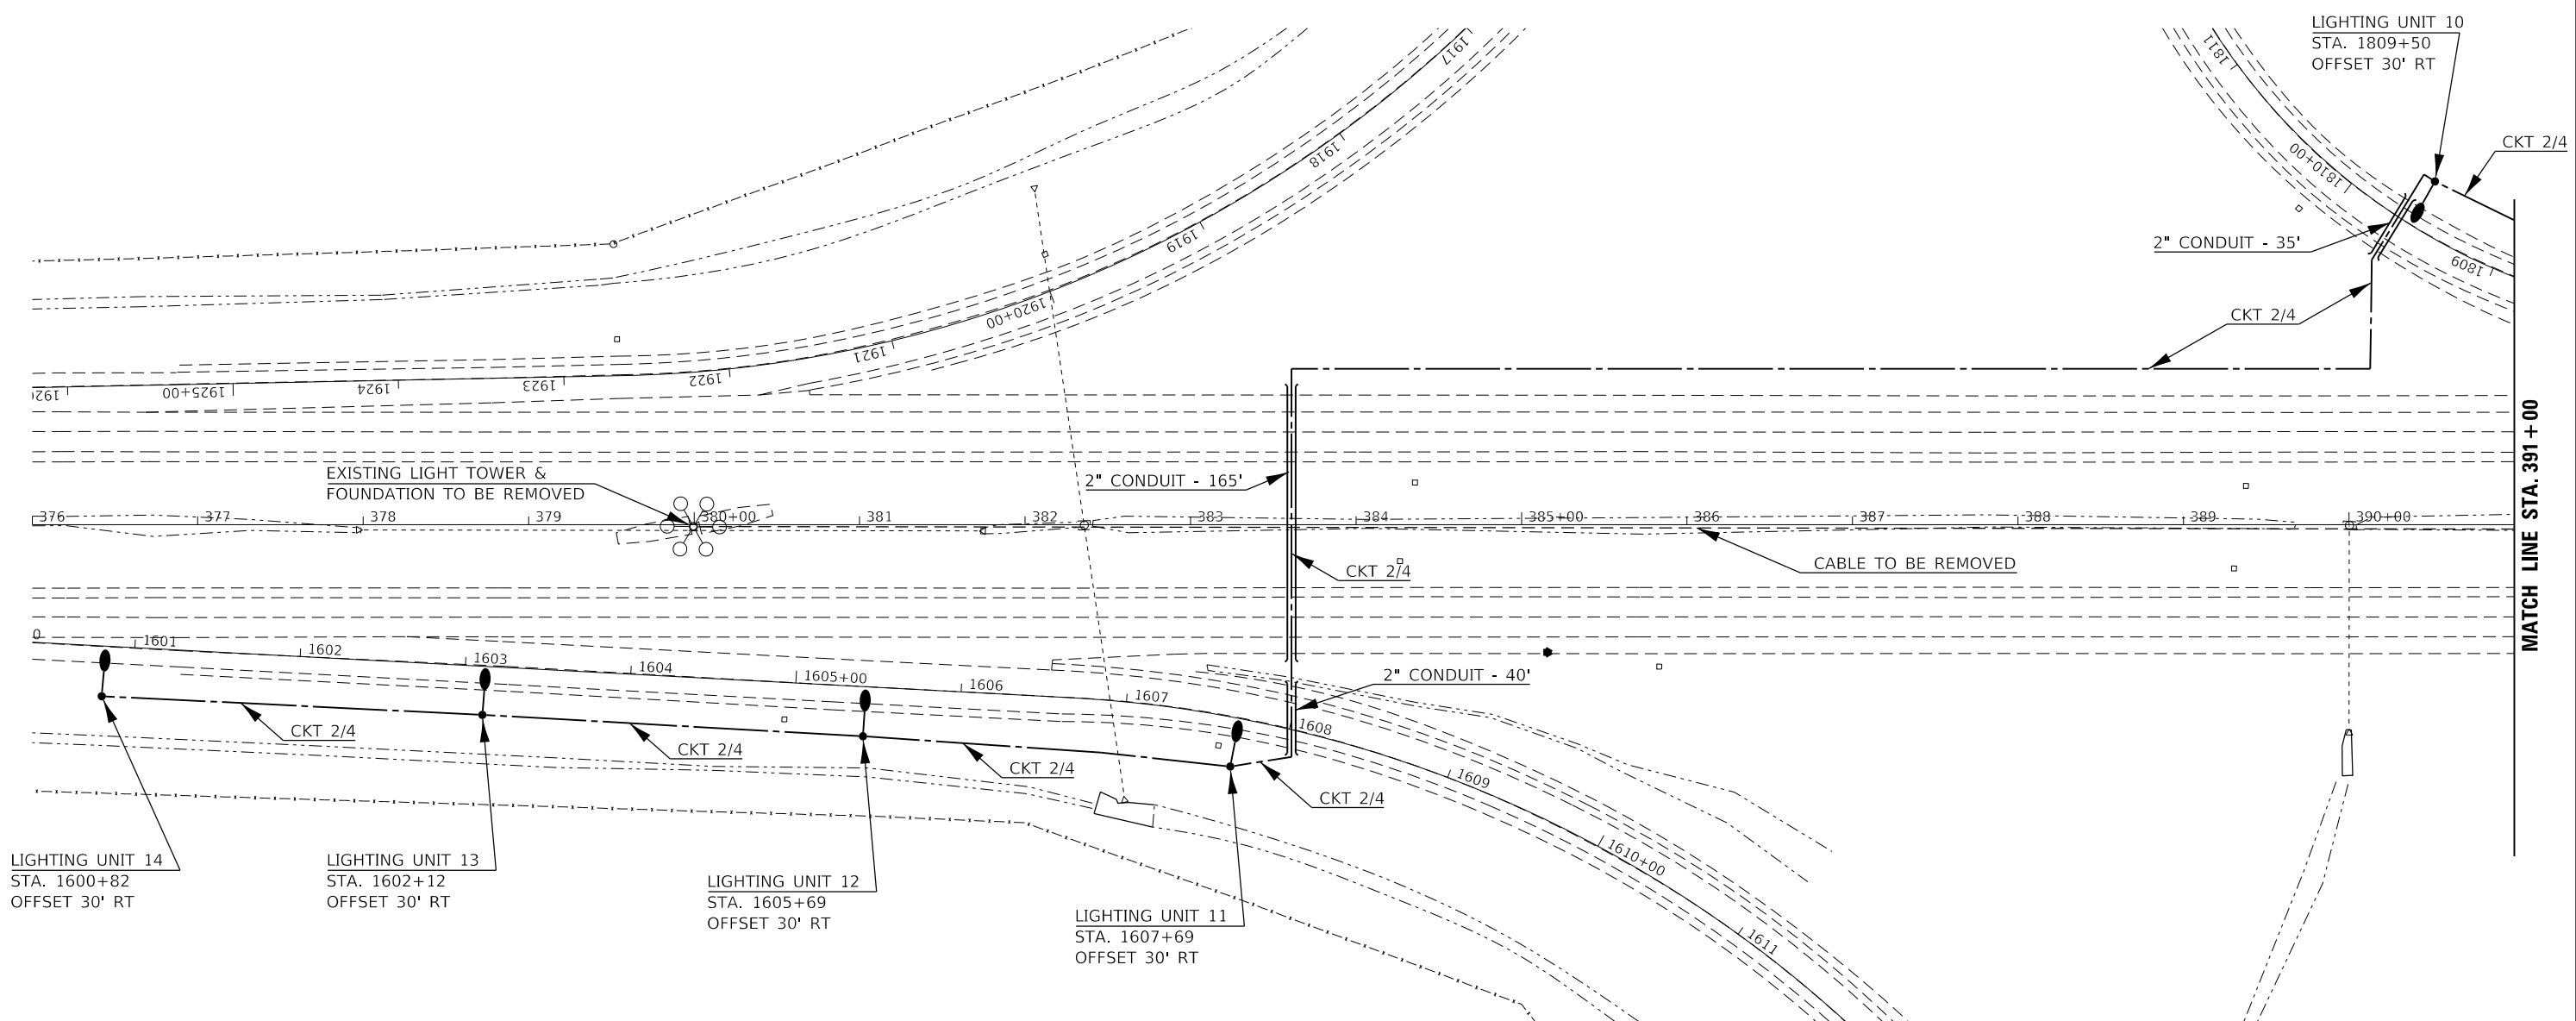 LIGHTING UNIT 10
STA. 1809+50
OFFSET 30' RT
CKT 2/4
1917
1811
1918
1810+00
1919
2" CONDUIT - 35'
1809
1920+00
CKT 2/4
1921
1922
1923
1924
1925+00
MATCH LINE STA. 391+00
EXISTING LIGHT TOWER &
FOUNDATION TO BE REMOVED
2" CONDUIT - 165'
376
377
378
379
380+00
381
382
383
384
385+00
386
387
388
389
390+00
CKT 2/4
CABLE TO BE REMOVED
0
1601
1602
1603
1604
1605+00
1606
1607
1608
1609
1610+00
1611
2" CONDUIT - 40'
CKT 2/4
CKT 2/4
CKT 2/4
CKT 2/4
LIGHTING UNIT 14
STA. 1600+82
OFFSET 30' RT
LIGHTING UNIT 13
STA. 1602+12
OFFSET 30' RT
LIGHTING UNIT 12
STA. 1605+69
OFFSET 30' RT
LIGHTING UNIT 11
STA. 1607+69
OFFSET 30' RT